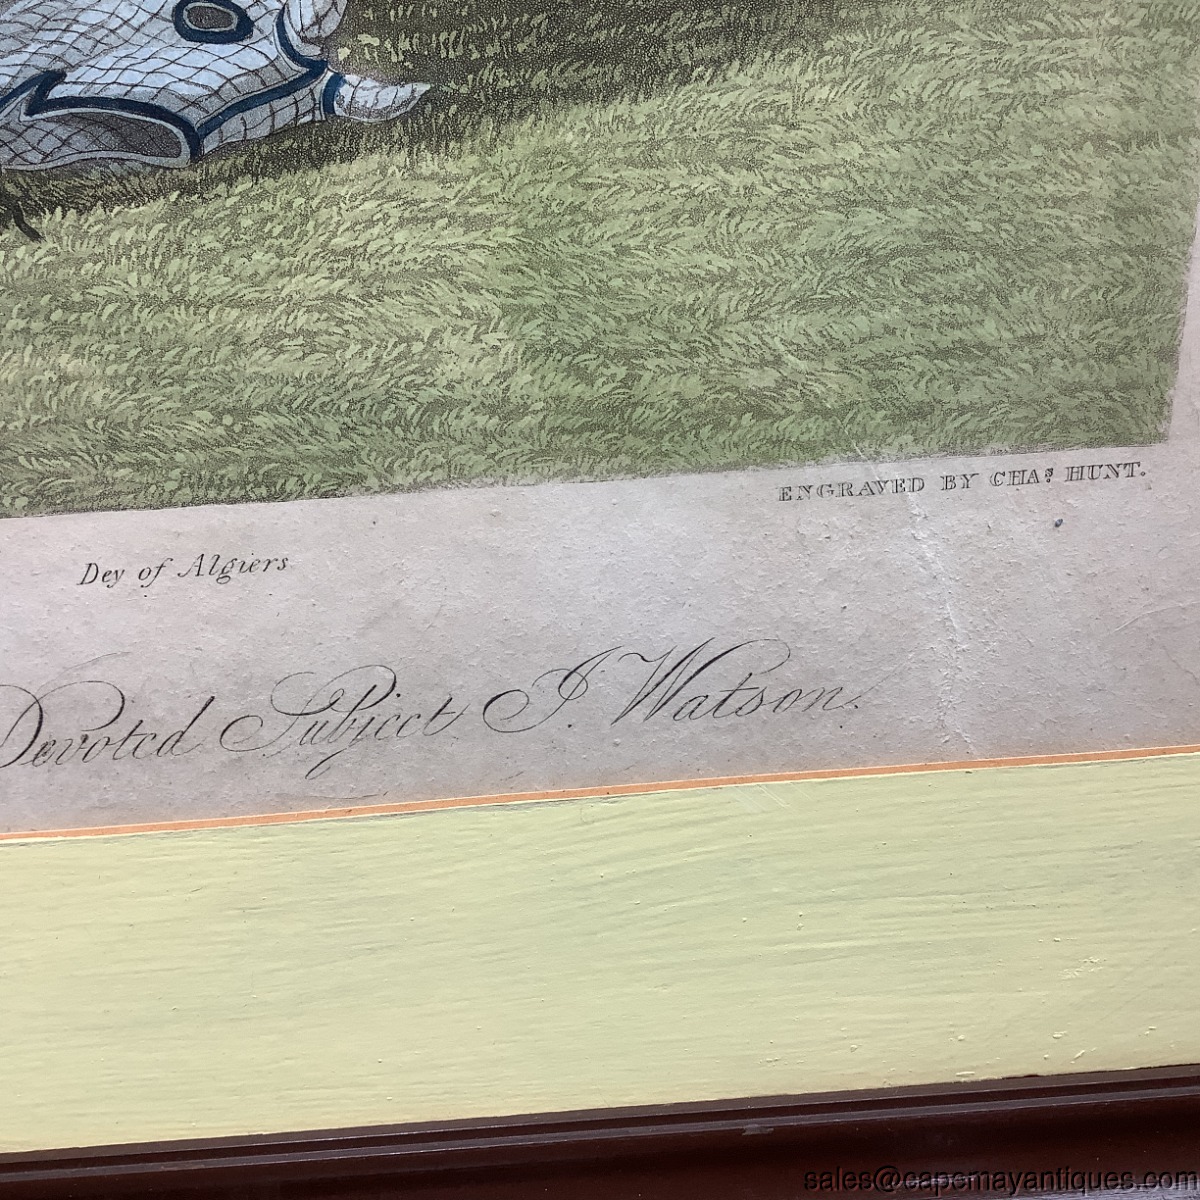 ENGRAVED BY CHAS HUNT.
Dey of Algiers
Devoted Subject J. Watson.
sales@capemayantiques.com